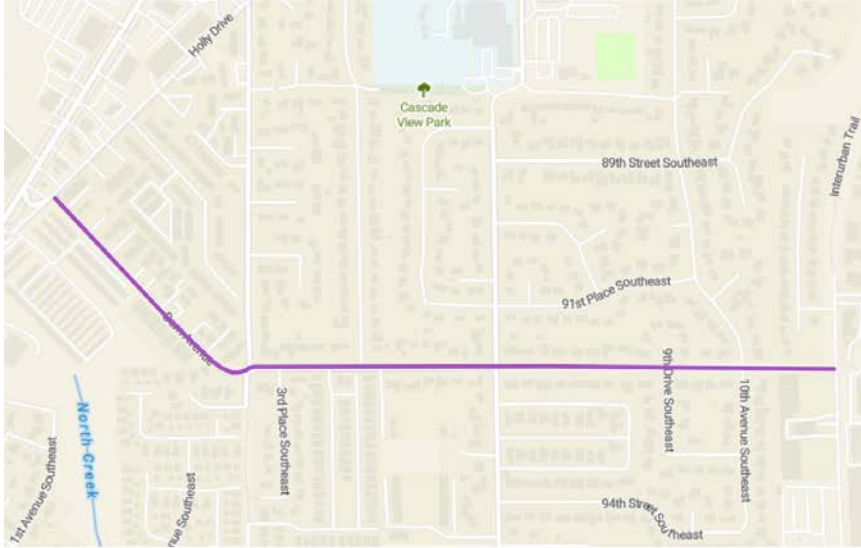 Holly Drive
Cascade
View Park
89th Street Southeast
Interurban Trail
91st Place Southeast
Avenue
North Creek
3rd Place Southeast
9th Drive Southeast
10th Avenue Southeast
1st Avenue Southeast
nue Southeast
94th Street Southeast